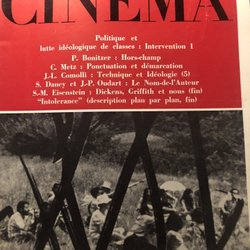 CINEMA
Politique et
lutte idéologique de classes : Intervention 1
P. Bonitzer : Hors-champ
C. Metz : Ponctuation et démarcation
J.-L. Comolli : Technique et Idéologie (5)
S. Daney et J.-P. Oudart : Le Nom-de-l'Auteur
S.-M. Eisenstein : Dickens, Griffith et nous (fin)
"Intolerance" (description plan par plan, fin)